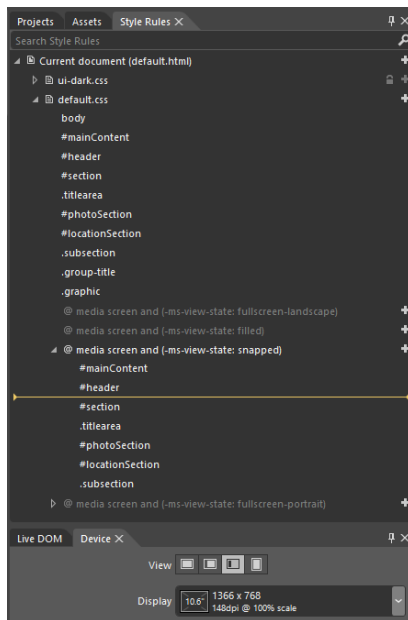 Projects Assets Style Rules
Search Style Rules
Current document (default.html)
ui-dark.css
default.css
body
#mainContent
#header
#section
.titlearea
#photoSection
#locationSection
.subsection
.group-title
.graphic
@ media screen and (-ms-view-state: fullscreen-landscape)
@ media screen and (-ms-view-state: filled)
@ media screen and (-ms-view-state: snapped)
#mainContent
#header
#section
.titlearea
#photoSection
#locationSection
.subsection
@ media screen and (-ms-view-state: fullscreen-portrait)
Live DOM Device
View
Display 10.6" 1366 x 768
148dpi @ 100% scale